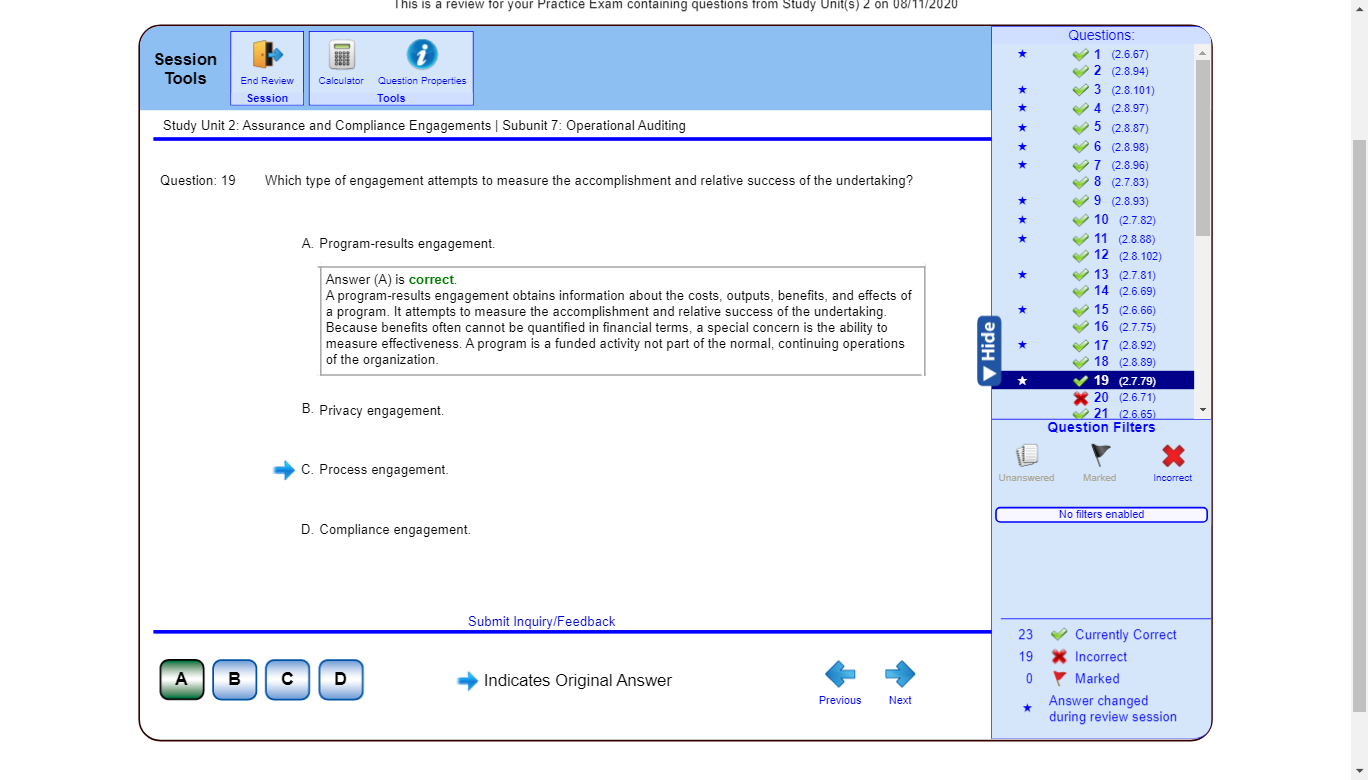 This is a review for your Practice Exam containing questions from Study Unit(s) 2 on 08/11/2020
Session
Tools
End Review
Session
Calculator
Question Properties
Tools
Study Unit 2: Assurance and Compliance Engagements | Subunit 7: Operational Auditing
Question: 19
Which type of engagement attempts to measure the accomplishment and relative success of the undertaking?
A. Program-results engagement.
Answer (A) is correct.
A program-results engagement obtains information about the costs, outputs, benefits, and effects of
a program. It attempts to measure the accomplishment and relative success of the undertaking.
Because benefits often cannot be quantified in financial terms, a special concern is the ability to
measure effectiveness. A program is a funded activity not part of the normal, continuing operations
of the organization.
B. Privacy engagement.
C. Process engagement.
D. Compliance engagement.
Submit Inquiry/Feedback
A B C D
Indicates Original Answer
Previous
Next
Hide
Questions:
1 (2.6.67)
2 (2.8.94)
3 (2.8.101)
4 (2.8.97)
5 (2.8.87)
6 (2.8.98)
7 (2.8.96)
8 (2.7.83)
9 (2.8.93)
10 (2.7.82)
11 (2.8.88)
12 (2.8.102)
13 (2.7.81)
14 (2.6.69)
15 (2.6.66)
16 (2.7.75)
17 (2.8.92)
18 (2.8.89)
19 (2.7.79)
20 (2.6.71)
21 (2.6.65)
Question Filters
Unanswered
Marked
Incorrect
No filters enabled
23 Currently Correct
19 Incorrect
0 Marked
Answer changed
during review session